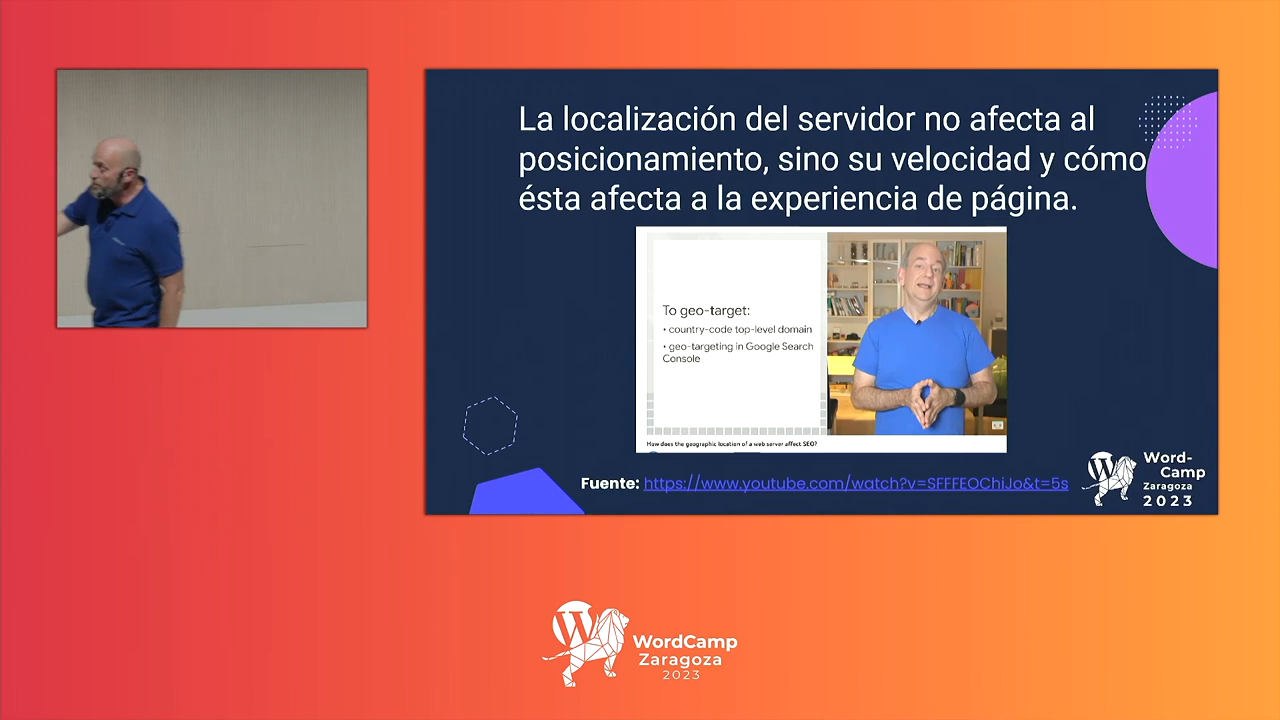 La localización del servidor no afecta al
posicionamiento, sino su velocidad y cómo
ésta afecta a la experiencia de página.
To geo-target:
• country-code top-level domain
• geo-targeting in Google Search
Console
How does the geographic location of a web server affect SEO?
Fuente: https://www.youtube.com/watch?v=SFFFEOChiJo&t=5s
Word-
Camp
Zaragoza
2023
WordCamp
Zaragoza
2023